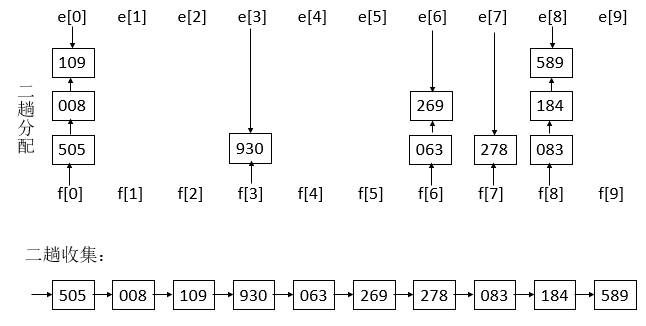 e[0] e[1] e[2] e[3] e[4] e[5] e[6] e[7] e[8] e[9]
109 589
二趟分配
008 269 184
505 930 063 278 083
f[0] f[1] f[2] f[3] f[4] f[5] f[6] f[7] f[8] f[9]
二趟收集：
505 008 109 930 063 269 278 083 184 589